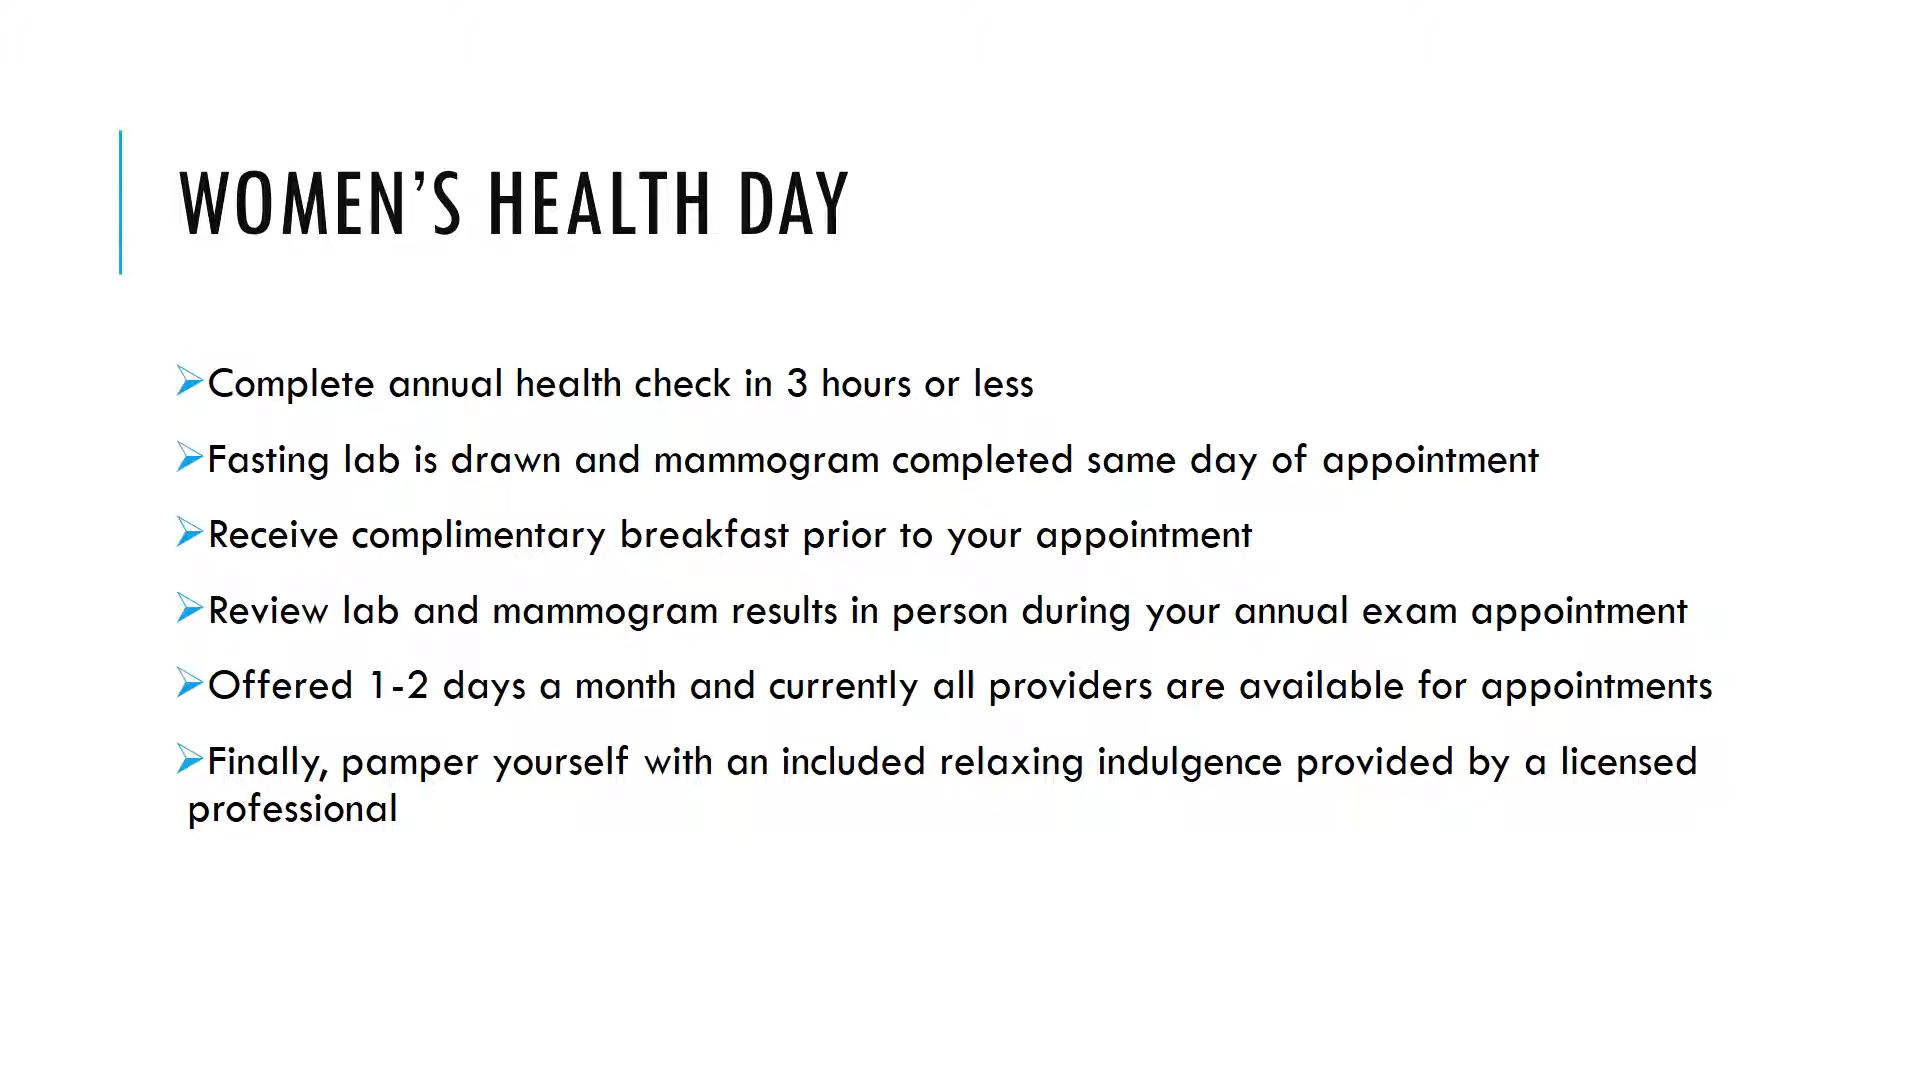 WOMEN’S HEALTH DAY
➢Complete annual health check in 3 hours or less
➢Fasting lab is drawn and mammogram completed same day of appointment
➢Receive complimentary breakfast prior to your appointment
➢Review lab and mammogram results in person during your annual exam appointment
➢Offered 1-2 days a month and currently all providers are available for appointments
➢Finally, pamper yourself with an included relaxing indulgence provided by a licensed
professional